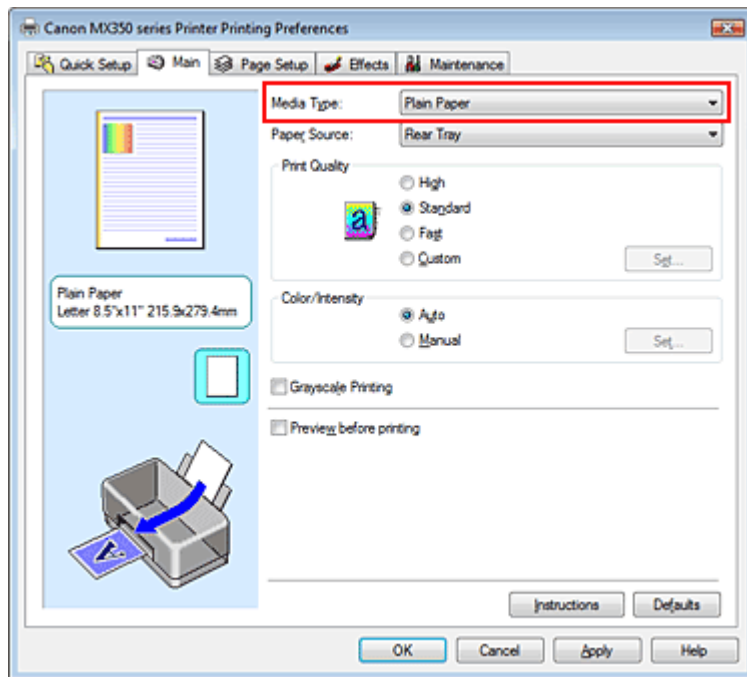 Canon MX350 series Printer Printing Preferences
Quick Setup Main Page Setup Effects Maintenance
Media Type: Plain Paper
Paper Source: Rear Tray
Print Quality
High
Standard
Fast
Custom Set...
Plain Paper
Letter 8.5"x11" 215.9x279.4mm
Color/Intensity
Auto
Manual Set...
Grayscale Printing
Preview before printing
Instructions Defaults
OK Cancel Apply Help